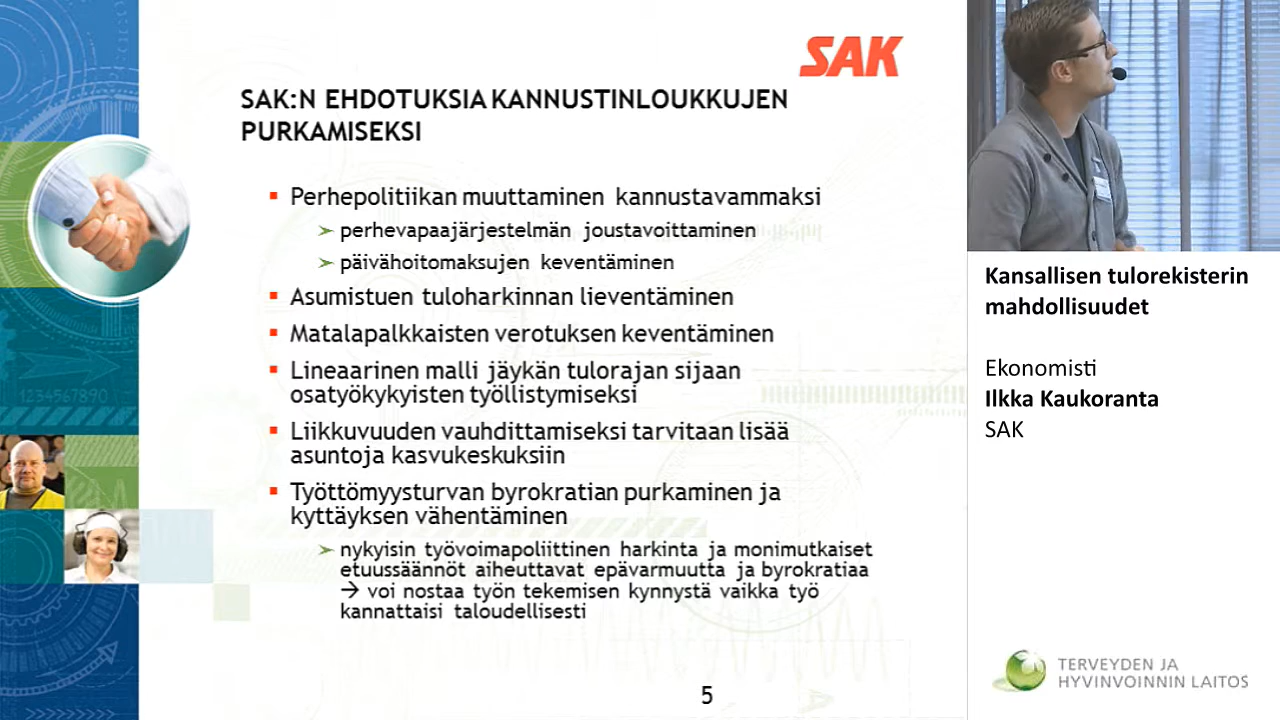 SAK
SAK:N EHDOTUKSIA KANNUSTINLOUKKUJEN
PURKAMISEKSI
Perhepolitiikan muuttaminen kannustavammaksi
perhevapaajärjestelmän joustavoittaminen
päivähoitomaksujen keventäminen
Asumistuen tuloharkinnan lieventäminen
Matalapalkkaisten verotuksen keventäminen
Lineaarinen malli jäykän tulorajan sijaan
osatyökykyisten työllistymiseksi
Liikkuvuuden vauhdittamiseksi tarvitaan lisää
asuntoja kasvukeskuksiin
Työttömyysturvan byrokratian purkaminen ja
kyttäyksen vähentäminen
nykyisin työvoimapoliittinen harkinta ja monimutkaiset
etuussäännöt aiheuttavat epävarmuutta ja byrokratiaa
→ voi nostaa työn tekemisen kynnystä vaikka työ
kannattaisi taloudellisesti
5
1234567890
Kansallisen tulorekisterin
mahdollisuudet
Ekonomisti
Ilkka Kaukoranta
SAK
TERVEYDEN JA
HYVINVOINNIN LAITOS